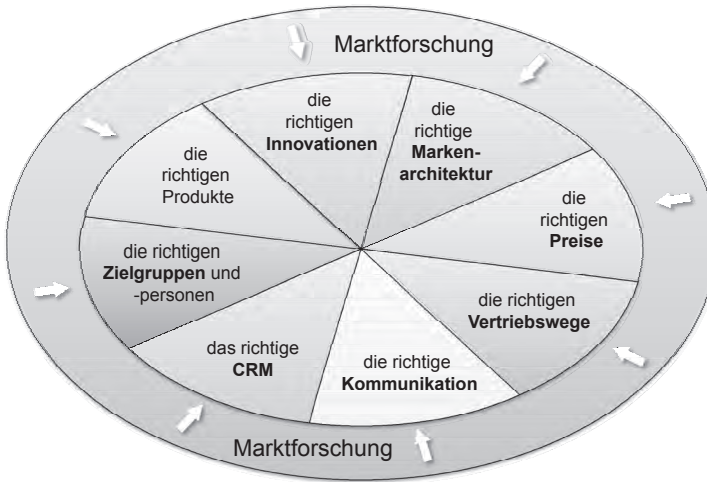 Marktforschung
die
richtigen
Innovationen
die
richtige
Marken-
architektur
die
richtigen
Preise
die richtigen
Vertriebswege
die richtige
Kommunikation
das richtige
CRM
die richtigen
Zielgruppen und
-personen
die
richtigen
Produkte
Marktforschung